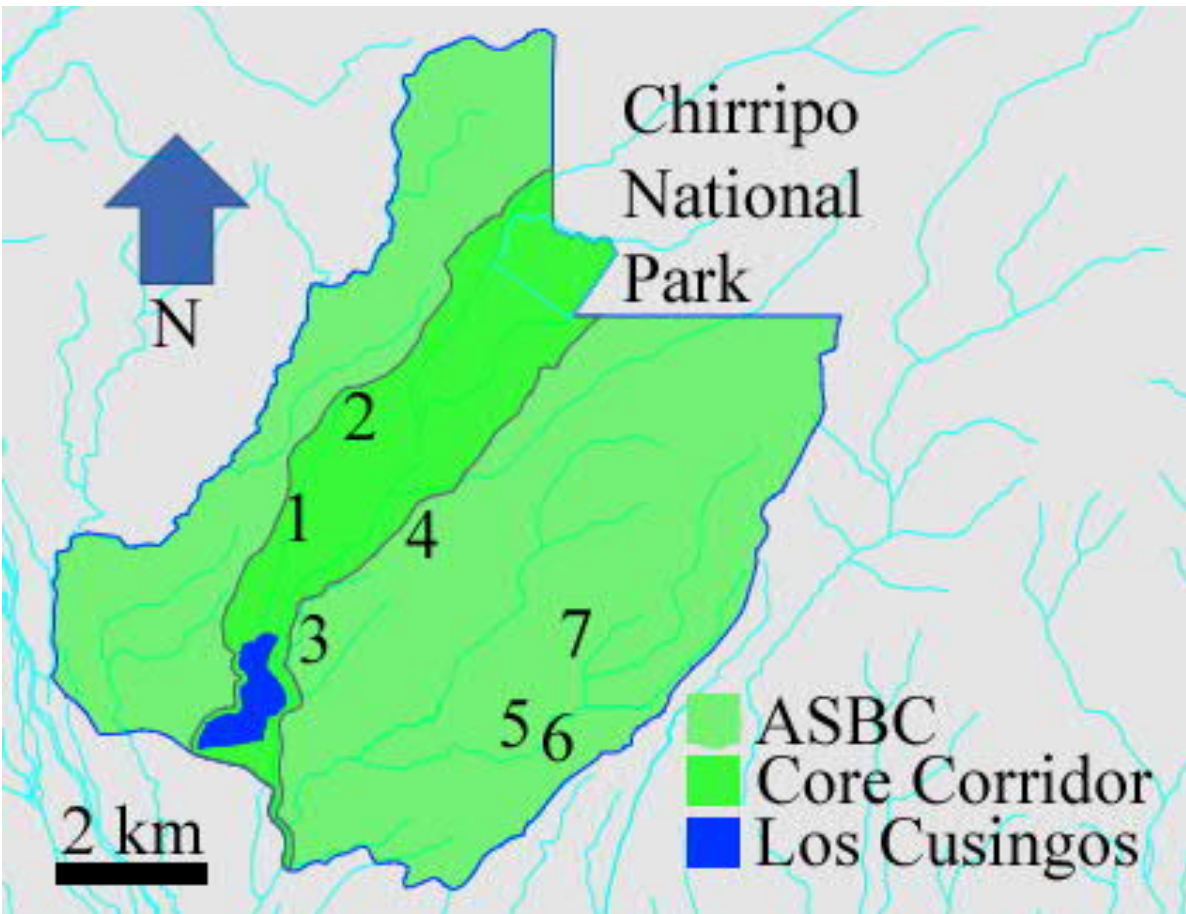 Chirripo
National
Park
N
2
1
4
3
7
5 6
ASBC
Core Corridor
2 km
Los Cusingos